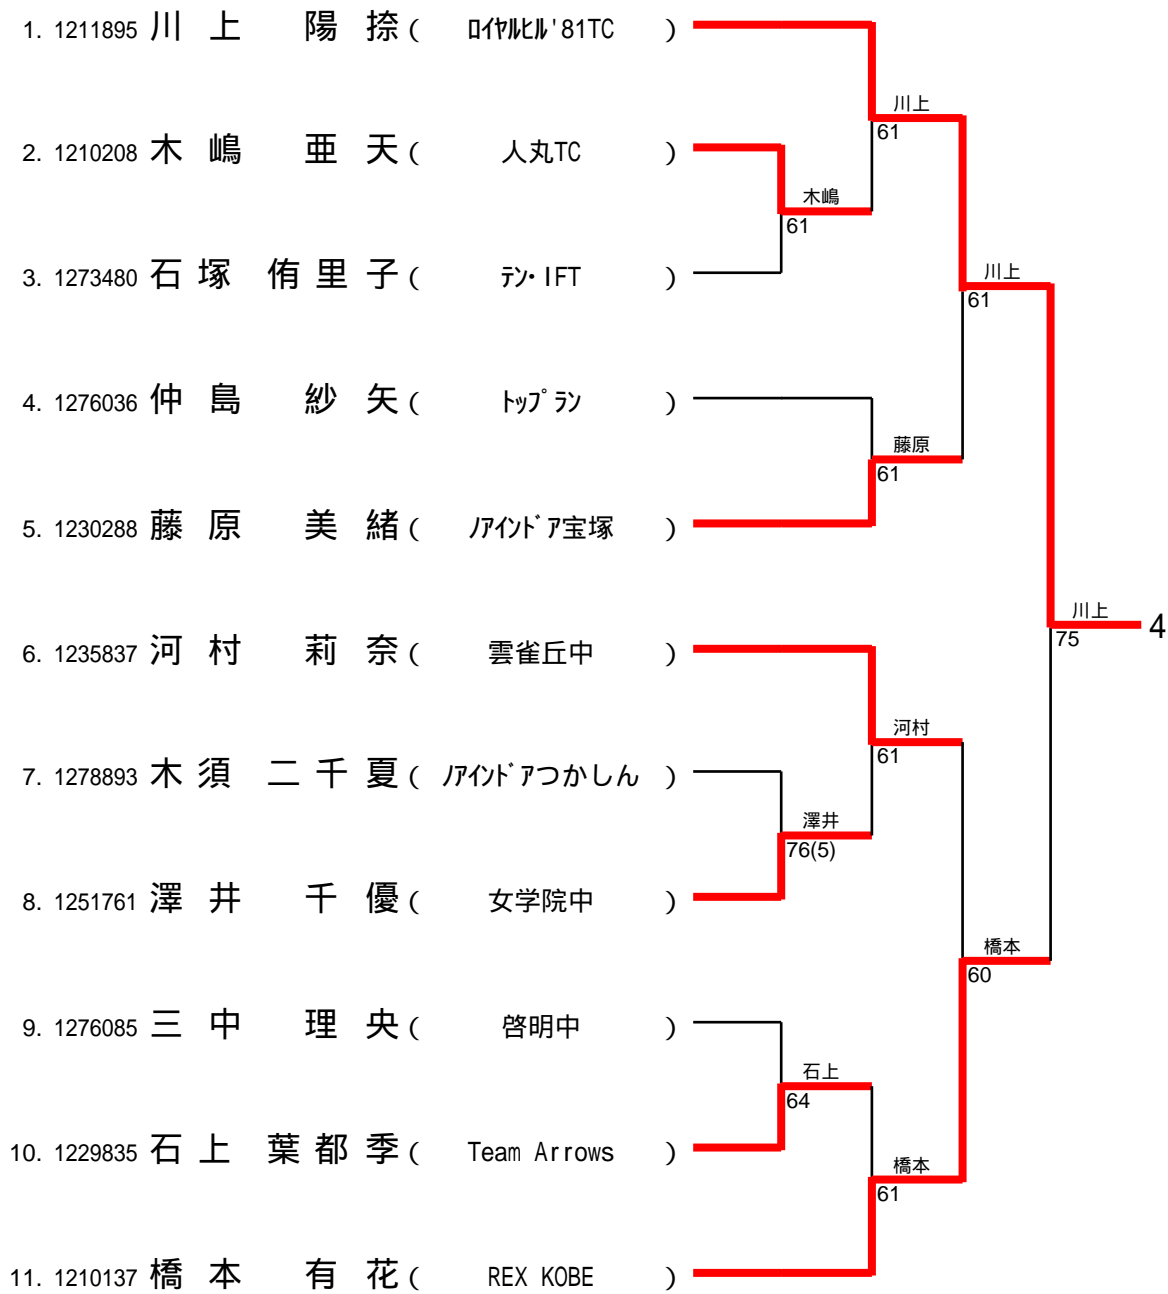 1. 1211895 川上 陽捺 ( ﾛｲﾔﾙﾋﾙ'81TC )
川上
61
2. 1210208 木嶋 亜天 ( 人丸TC )
木嶋
61
3. 1273480 石塚 侑里子 ( ﾃﾝ･IFT )
川上
61
4. 1276036 仲島 紗矢 ( ﾄｯﾌﾟﾗﾝ )
藤原
61
5. 1230288 藤原 美緒 ( ﾉｱｲﾝﾄﾞｱ宝塚 )
川上
75
4
6. 1235837 河村 莉奈 ( 雲雀丘中 )
河村
61
7. 1278893 木須 二千夏 ( ﾉｱｲﾝﾄﾞｱつかしん )
澤井
76(5)
8. 1251761 澤井 千優 ( 女学院中 )
橋本
60
9. 1276085 三中 理央 ( 啓明中 )
石上
64
10. 1229835 石上 葉都季 ( Team Arrows )
橋本
61
11. 1210137 橋本 有花 ( REX KOBE )